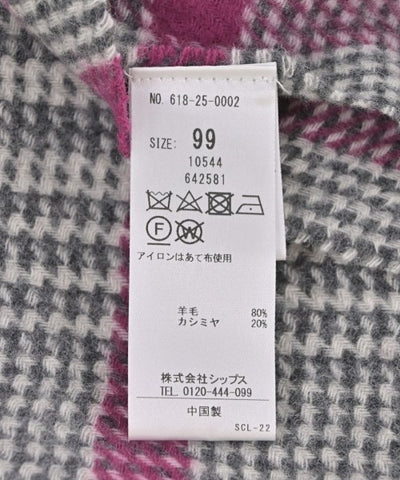 NO. 618-25-0002
SIZE: 99
10544
642581
F W
アイロンはあて布使用
羊毛 80%
カシミヤ 20%
株式会社シップス
TEL. 0120-444-099
中国製
SCL-22